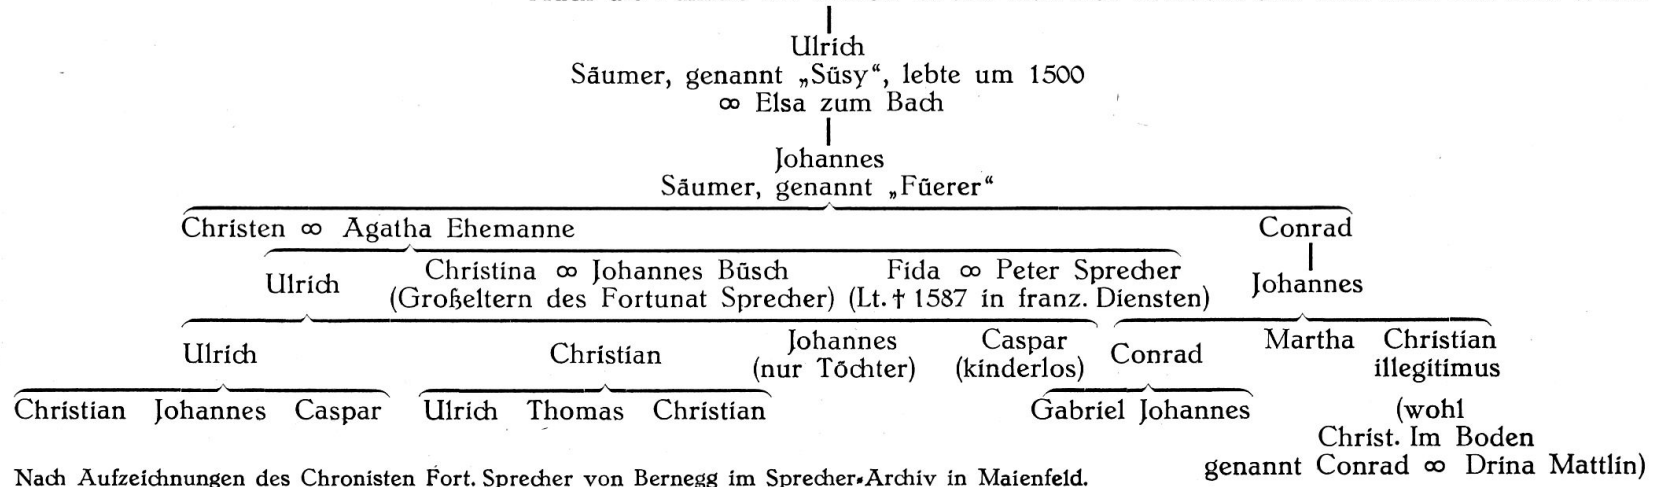 Ulrich
Säumer, genannt „Süsy“, lebte um 1500
∞ Elsa zum Bach
Johannes
Säumer, genannt „Füerer“
Christen ∞ Agatha Ehemanne
Conrad
Ulrich
Christina ∞ Johannes Büsch
(Großeltern des Fortunat Sprecher)
Fida ∞ Peter Sprecher
(Lt. † 1587 in franz. Diensten)
Johannes
Ulrich
Christian
Johannes
(nur Töchter)
Caspar
(kinderlos)
Conrad
Martha
Christian
illegitimus
Christian Johannes Caspar
Ulrich Thomas Christian
Gabriel Johannes
(wohl
Christ. Im Boden
genannt Conrad ∞ Drina Mattlin)
Nach Aufzeichnungen des Chronisten Fort. Sprecher von Bernegg im Sprecher-Archiv in Maienfeld.